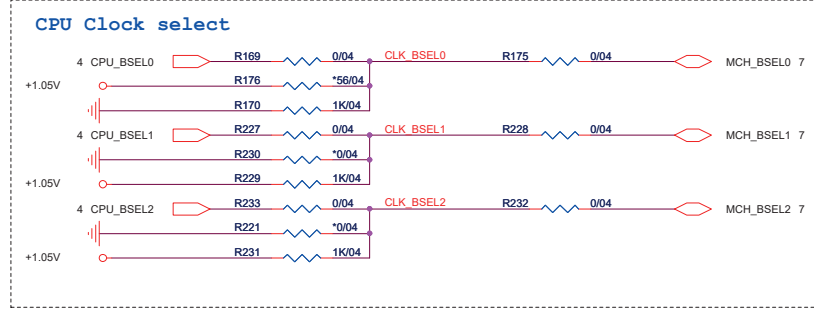 CPU Clock select
4 CPU_BSEL0 R169 0/04 CLK_BSEL0 R175 0/04 MCH_BSEL0 7
+1.05V R176 *56/04
R170 1K/04
4 CPU_BSEL1 R227 0/04 CLK_BSEL1 R228 0/04 MCH_BSEL1 7
R230 *0/04
+1.05V R229 1K/04
4 CPU_BSEL2 R233 0/04 CLK_BSEL2 R232 0/04 MCH_BSEL2 7
R221 *0/04
+1.05V R231 1K/04